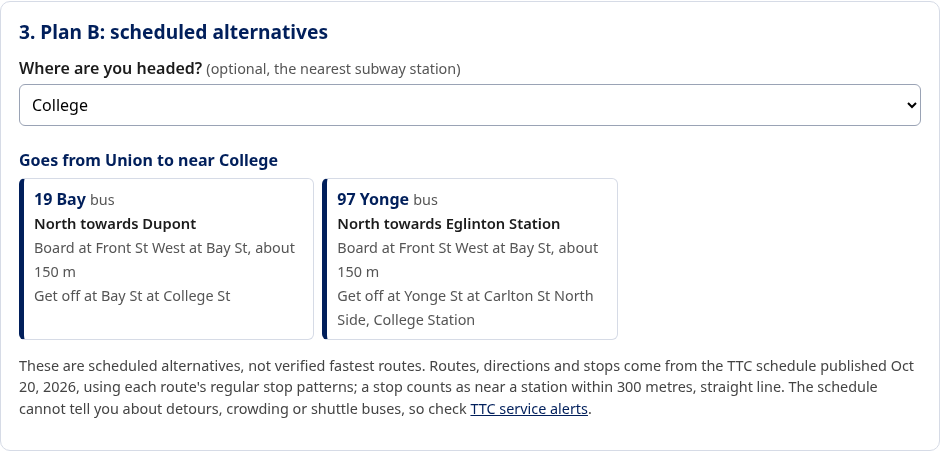 3. Plan B: scheduled alternatives
Where are you headed? (optional, the nearest subway station)
College
Goes from Union to near College
19 Bay bus
North towards Dupont
Board at Front St West at Bay St, about
150 m
Get off at Bay St at College St
97 Yonge bus
North towards Eglinton Station
Board at Front St West at Bay St, about
150 m
Get off at Yonge St at Carlton St North
Side, College Station
These are scheduled alternatives, not verified fastest routes. Routes, directions and stops come from the TTC schedule published Oct
20, 2026, using each route's regular stop patterns; a stop counts as near a station within 300 metres, straight line. The schedule
cannot tell you about detours, crowding or shuttle buses, so check TTC service alerts.